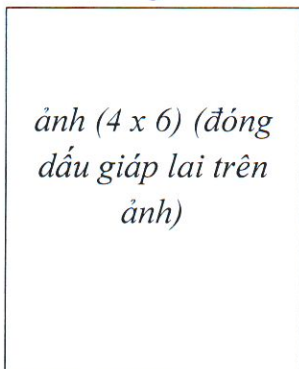 ảnh (4 x 6) (đóng
dấu giáp lai trên
ảnh)